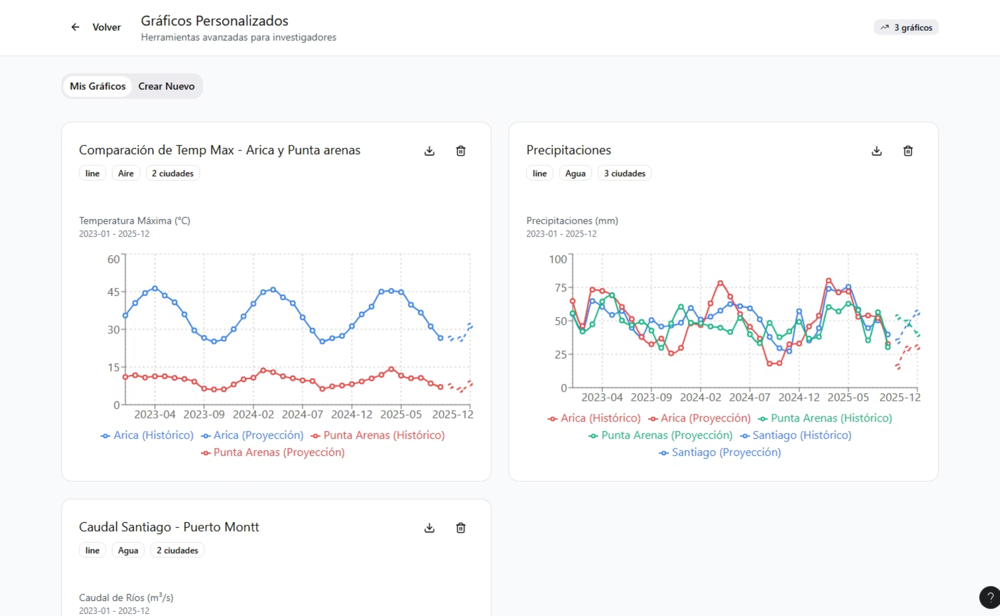 Volver
Gráficos Personalizados
Herramientas avanzadas para investigadores
3 gráficos
Mis Gráficos
Crear Nuevo
Comparación de Temp Max - Arica y Punta arenas
line
Aire
2 ciudades
Temperatura Máxima (°C)
2023-01 - 2025-12
60
45
30
15
0
2023-04 2023-09 2024-02 2024-07 2024-12 2025-05 2025-12
Arica (Histórico) Arica (Proyección) Punta Arenas (Histórico)
Punta Arenas (Proyección)
Precipitaciones
line
Agua
3 ciudades
Precipitaciones (mm)
2023-01 - 2025-12
100
75
50
25
0
2023-04 2023-09 2024-02 2024-07 2024-12 2025-05 2025-12
Arica (Histórico) Arica (Proyección) Punta Arenas (Histórico)
Punta Arenas (Proyección) Santiago (Histórico)
Santiago (Proyección)
Caudal Santiago - Puerto Montt
line
Agua
2 ciudades
Caudal de Ríos (m³/s)
2023-01 - 2025-12
?